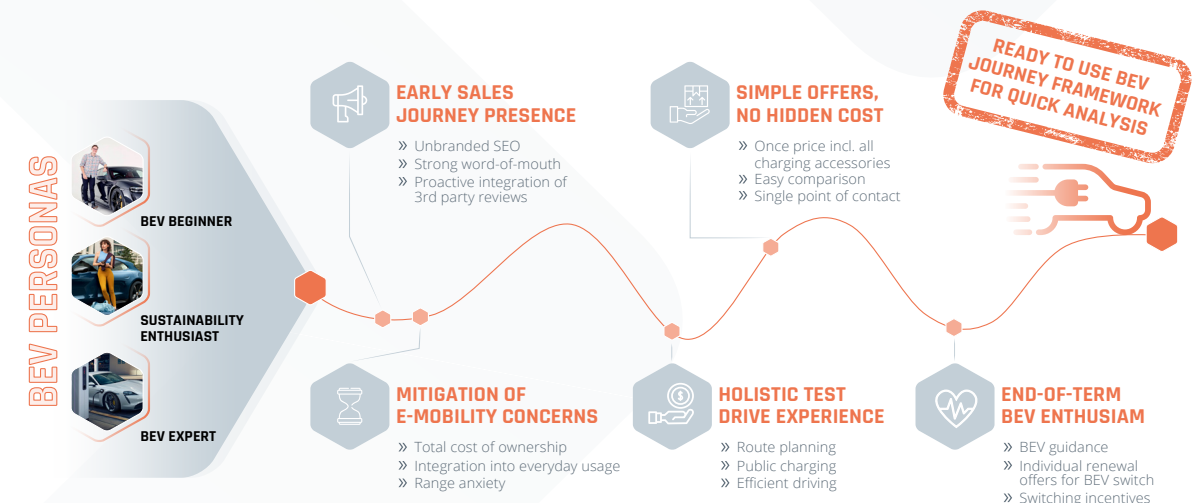 READY TO USE BEV
JOURNEY FRAMEWORK
FOR QUICK ANALYSIS
BEV PERSONAS
BEV BEGINNER
SUSTAINABILITY
ENTHUSIAST
BEV EXPERT
EARLY SALES
JOURNEY PRESENCE
» Unbranded SEO
» Strong word-of-mouth
» Proactive integration of
3rd party reviews
SIMPLE OFFERS,
NO HIDDEN COST
» Once price incl. all
charging accessories
» Easy comparison
» Single point of contact
MITIGATION OF
E-MOBILITY CONCERNS
» Total cost of ownership
» Integration into everyday usage
» Range anxiety
HOLISTIC TEST
DRIVE EXPERIENCE
» Route planning
» Public charging
» Efficient driving
END-OF-TERM
BEV ENTHUSIAM
» BEV guidance
» Individual renewal
offers for BEV switch
» Switching incentives